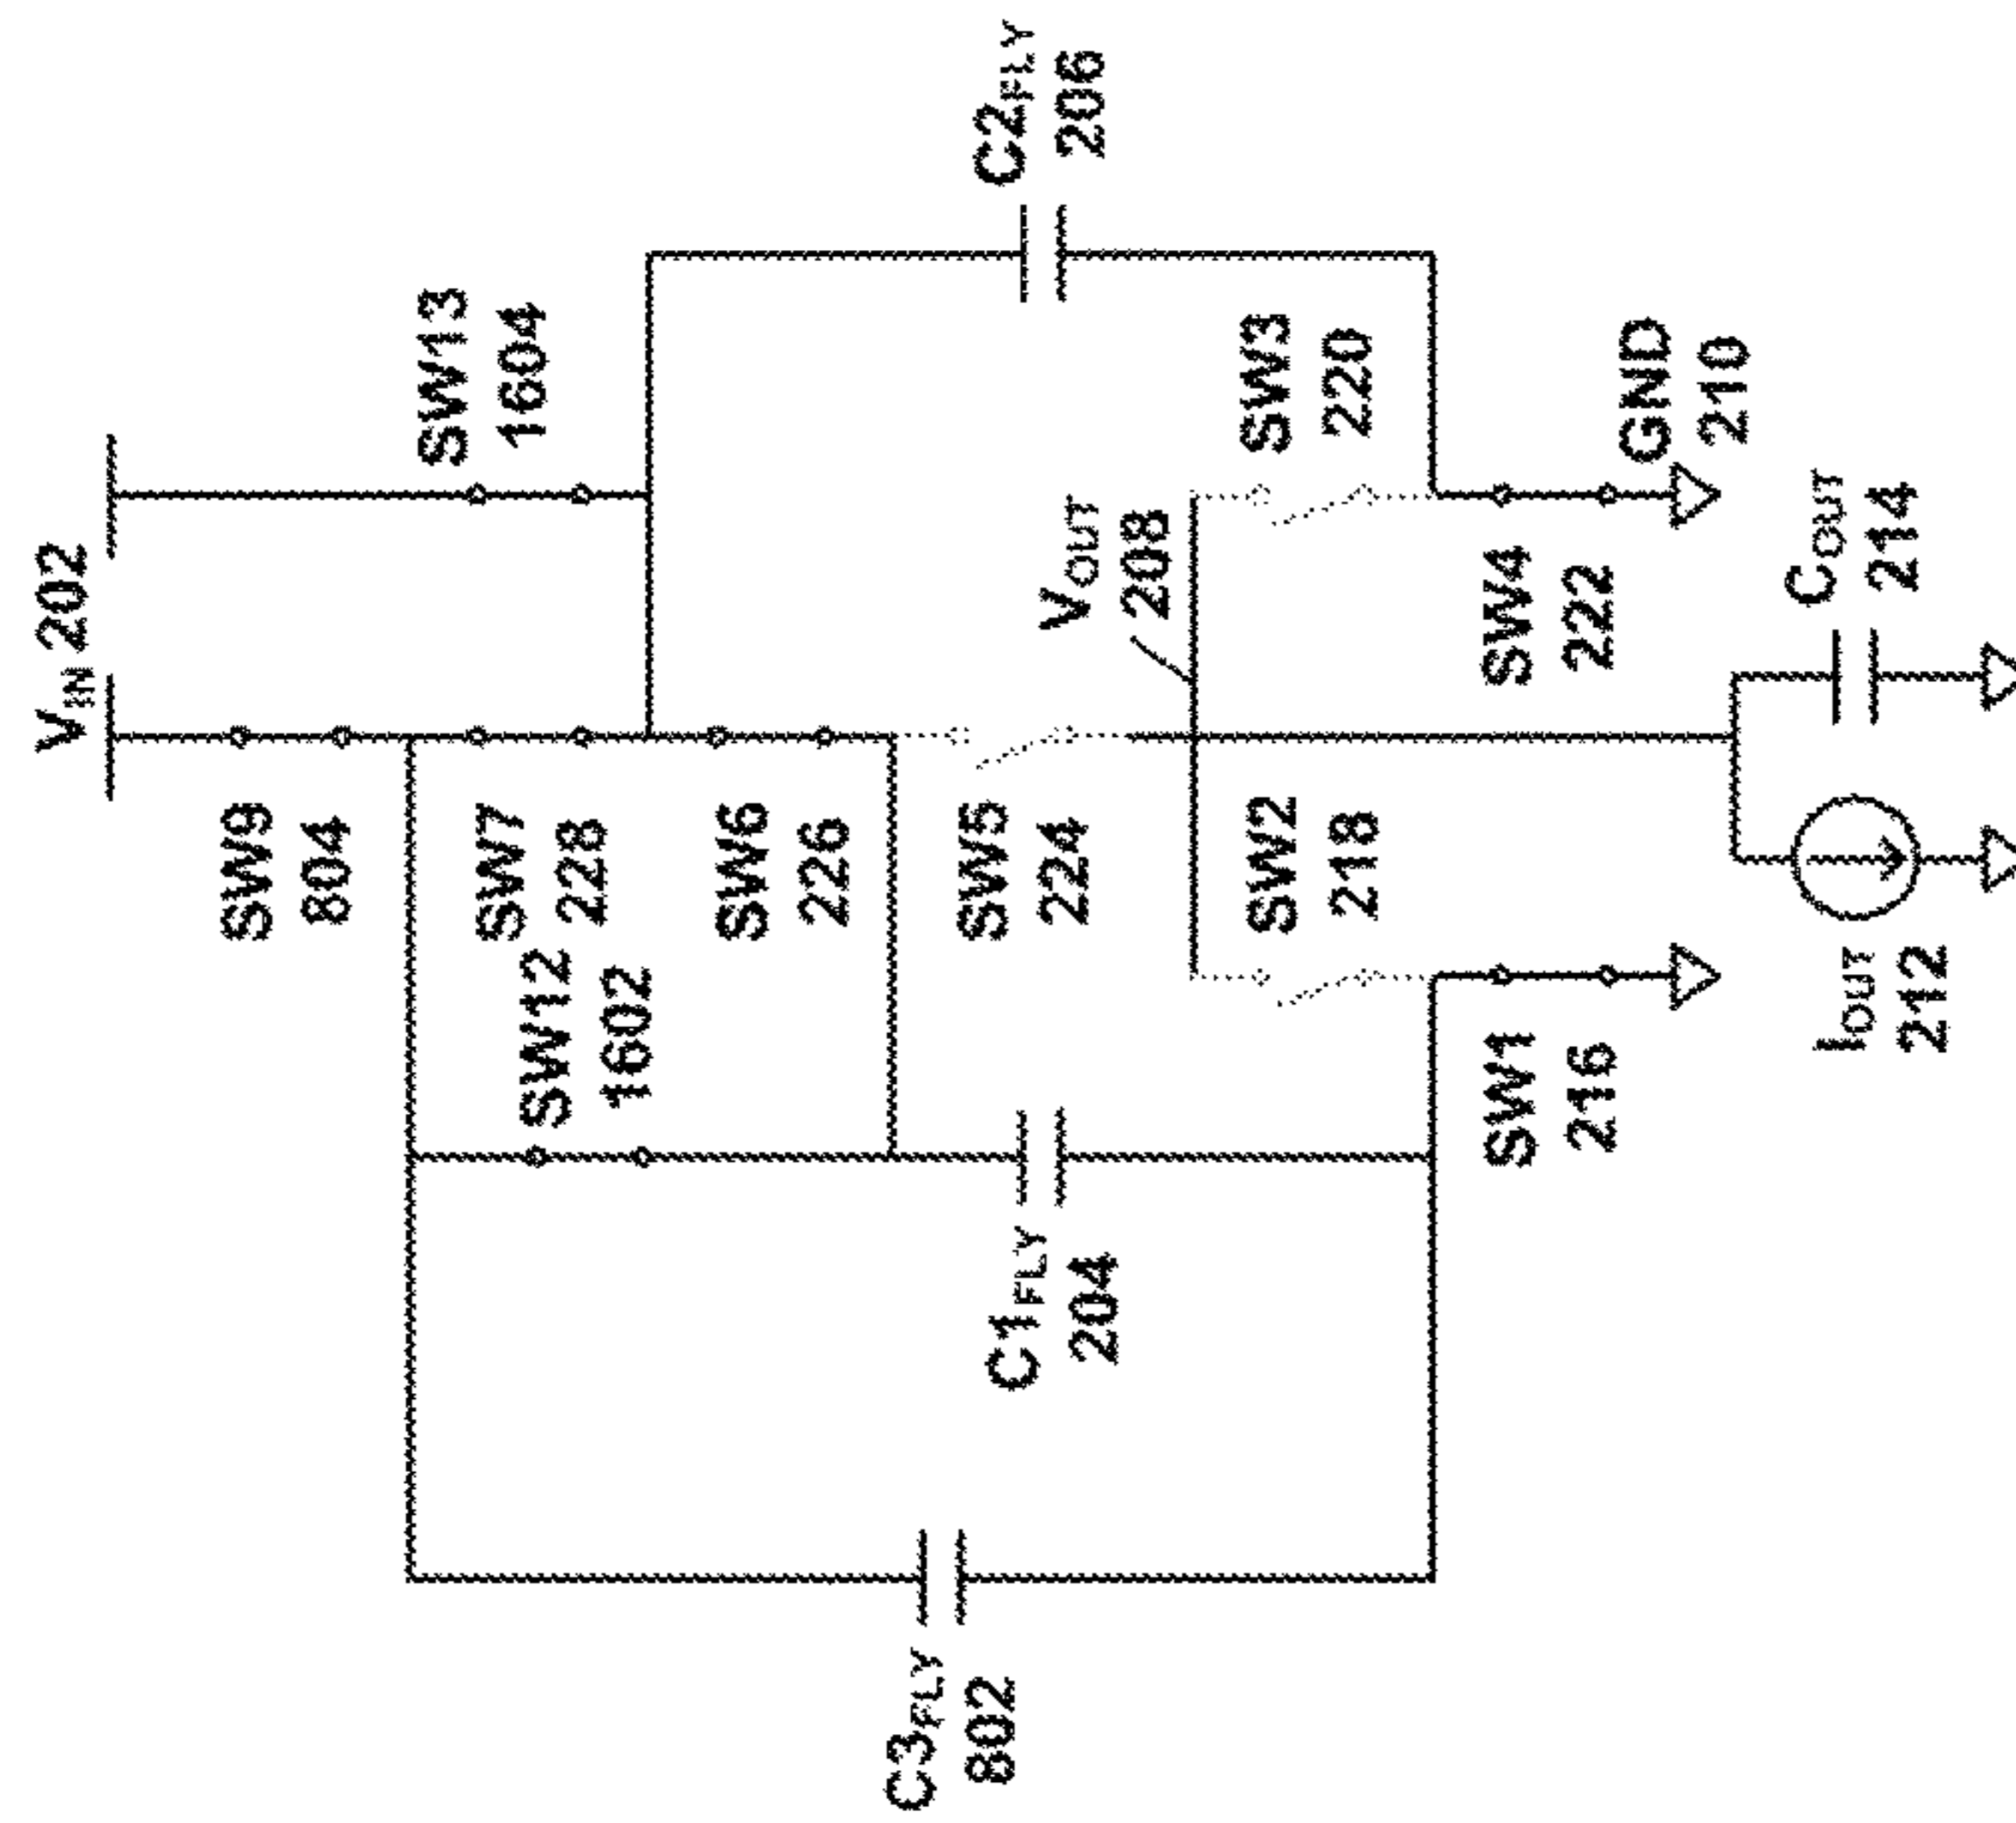 V_IN 202
SW13
1604
SW9
804
SW7
228
SW12
1602
SW6
226
C2_FLY
206
V_OUT
208
SW5
224
C1_FLY
204
C3_FLY
802
SW3
220
SW2
218
SW4
222
SW1
216
GND
210
C_OUT
214
I_OUT
212